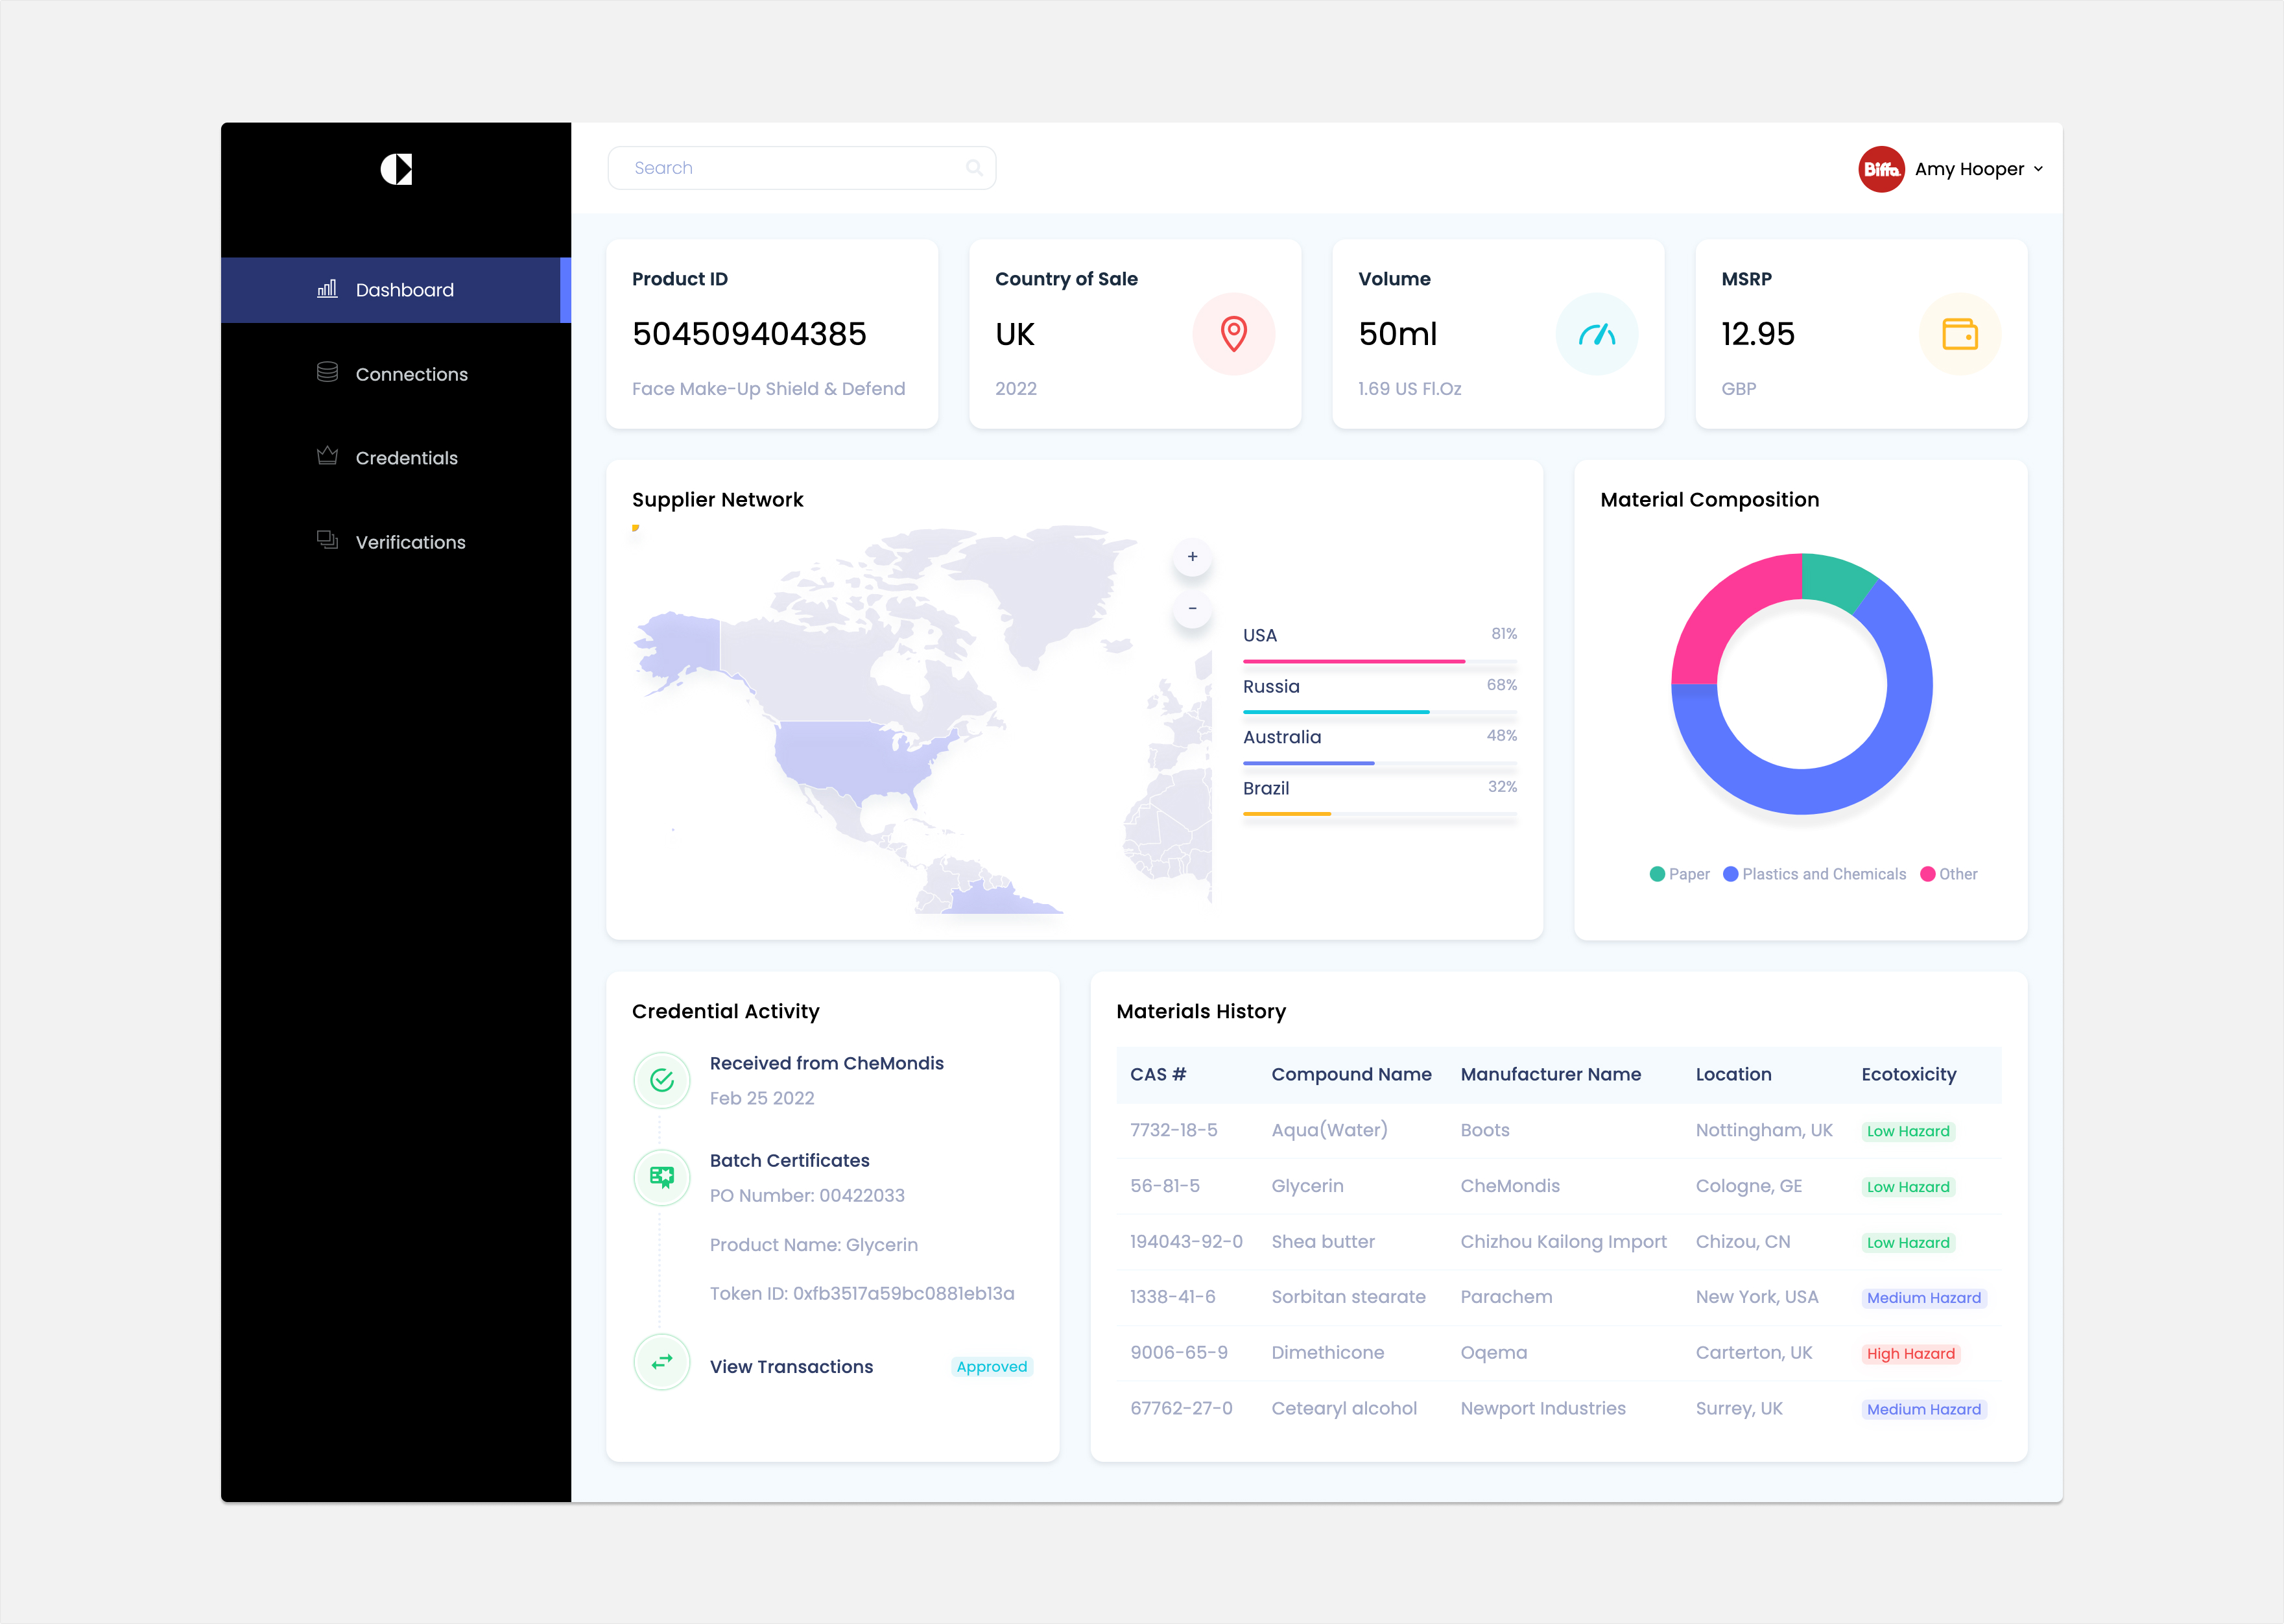 Search
Biffa
Amy Hooper
Dashboard
Connections
Credentials
Verifications
Product ID
504509404385
Face Make-Up Shield & Defend
Country of Sale
UK
2022
Volume
50ml
1.69 US Fl.Oz
MSRP
12.95
GBP
Supplier Network
+
-
USA 81%
Russia 68%
Australia 48%
Brazil 32%
Material Composition
Paper Plastics and Chemicals Other
Credential Activity
Received from CheMondis
Feb 25 2022
Batch Certificates
PO Number: 00422033
Product Name: Glycerin
Token ID: 0xfb3517a59bc0881eb13a
View Transactions Approved
Materials History
CAS # Compound Name Manufacturer Name Location Ecotoxicity
7732-18-5 Aqua(Water) Boots Nottingham, UK Low Hazard
56-81-5 Glycerin CheMondis Cologne, GE Low Hazard
194043-92-0 Shea butter Chizhou Kailong Import Chizou, CN Low Hazard
1338-41-6 Sorbitan stearate Parachem New York, USA Medium Hazard
9006-65-9 Dimethicone Oqema Carterton, UK High Hazard
67762-27-0 Cetearyl alcohol Newport Industries Surrey, UK Medium Hazard